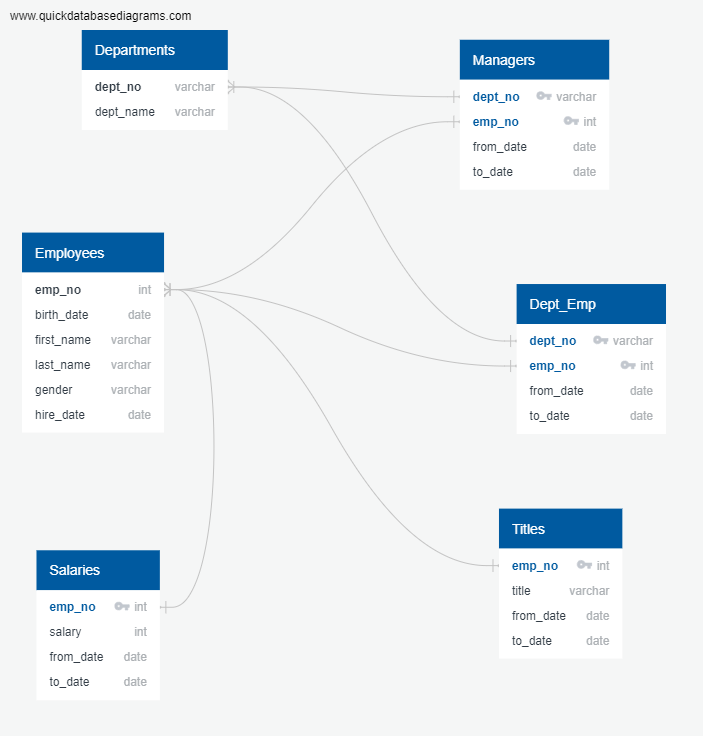 www.quickdatabasediagrams.com
Departments
dept_no varchar
dept_name varchar
Managers
dept_no varchar
emp_no int
from_date date
to_date date
Employees
emp_no int
birth_date date
first_name varchar
last_name varchar
gender varchar
hire_date date
Dept_Emp
dept_no varchar
emp_no int
from_date date
to_date date
Salaries
emp_no int
salary int
from_date date
to_date date
Titles
emp_no int
title varchar
from_date date
to_date date